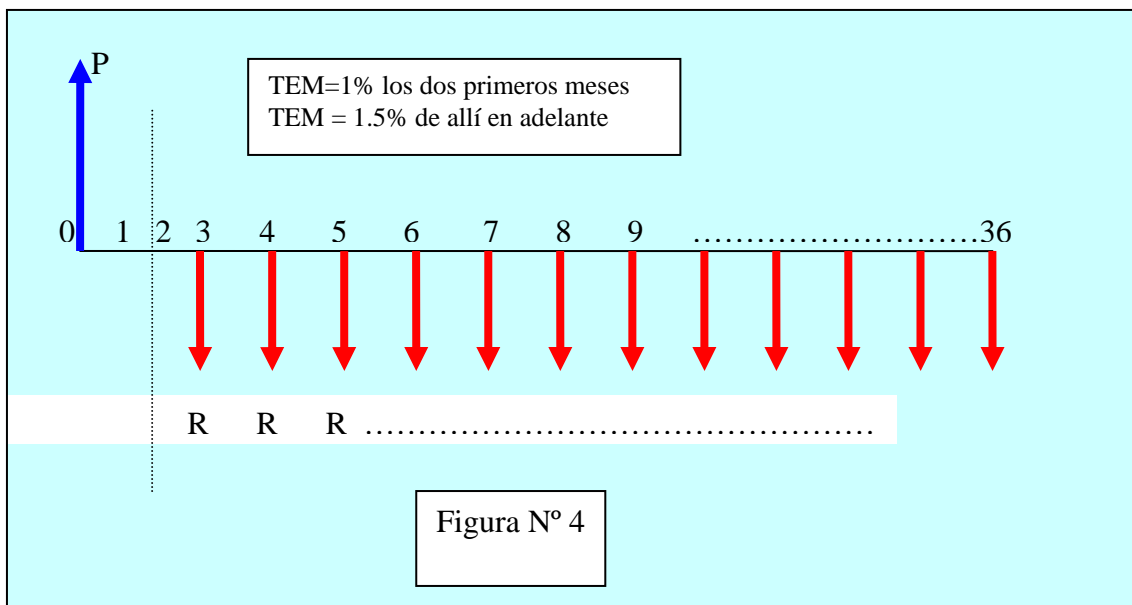 P
TEM=1% los dos primeros meses
TEM = 1.5% de allí en adelante
0 1 2 3 4 5 6 7 8 9 ................................36
R R R ..............................................
Figura Nº 4